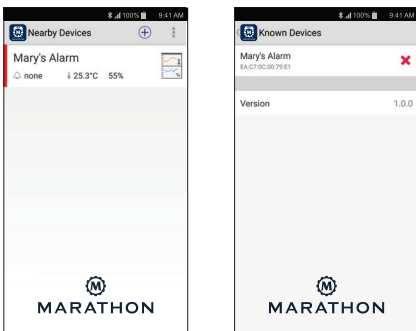 100% 9:41 AM
Nearby Devices
Mary's Alarm
none 25.3°C 55%
M
MARATHON
100% 9:41 AM
Known Devices
Mary's Alarm
EA:C7:0C:00:79:E1
Version 1.0.0
M
MARATHON